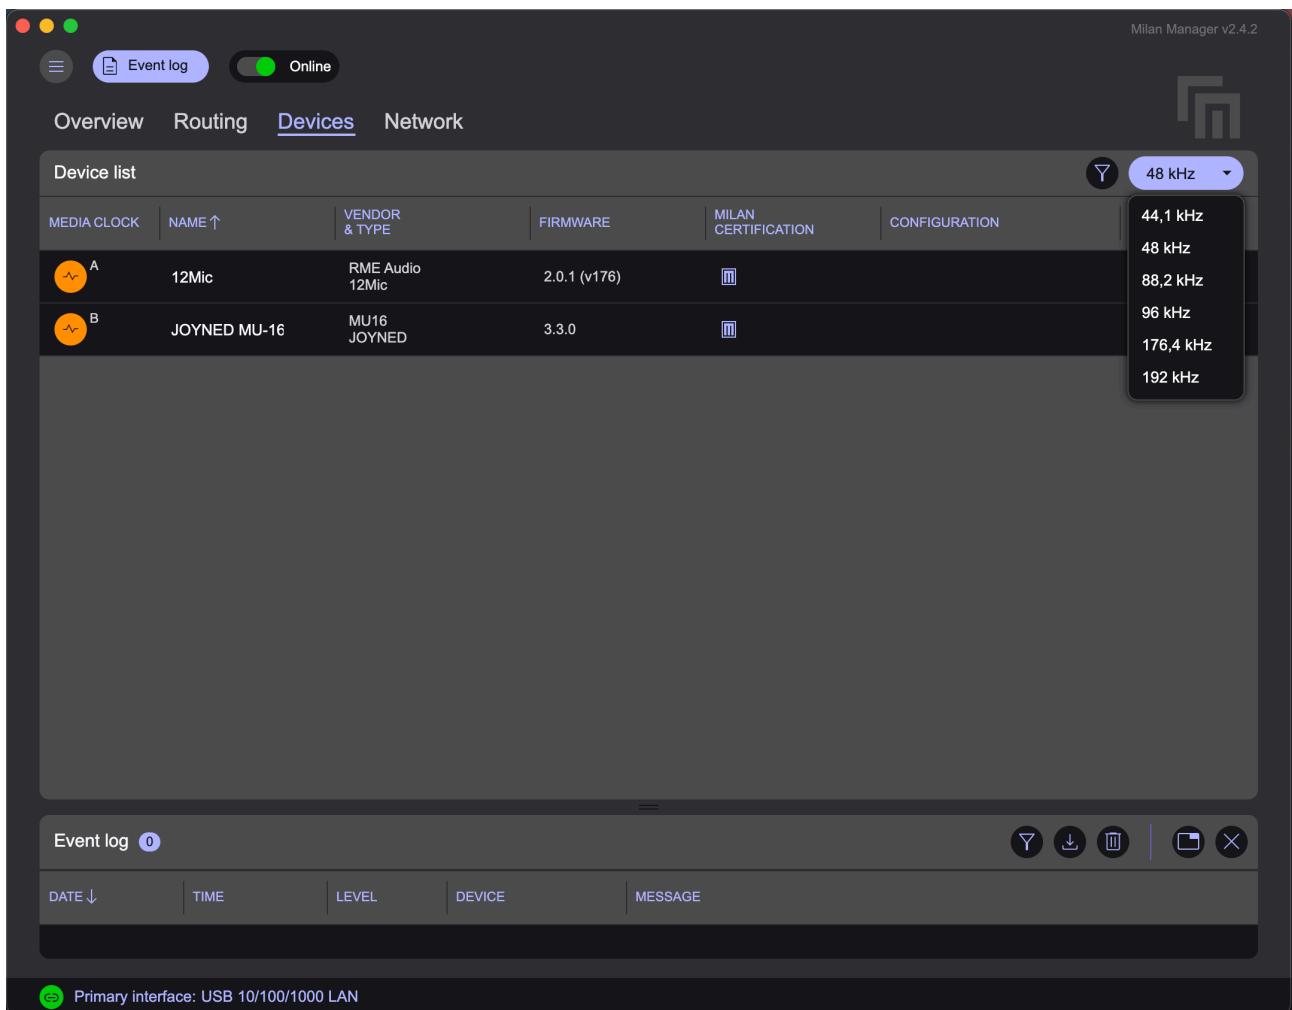 Milan Manager v2.4.2
Event log
Online
Overview Routing Devices Network
Device list
48 kHz
MEDIA CLOCK NAME↑ VENDOR & TYPE FIRMWARE MILAN CERTIFICATION CONFIGURATION
A 12Mic RME Audio 12Mic 2.0.1 (v176)
B JOYNED MU-16 MU16 JOYNED 3.3.0
44,1 kHz
48 kHz
88,2 kHz
96 kHz
176,4 kHz
192 kHz
Event log 0
DATE↓ TIME LEVEL DEVICE MESSAGE
Primary interface: USB 10/100/1000 LAN